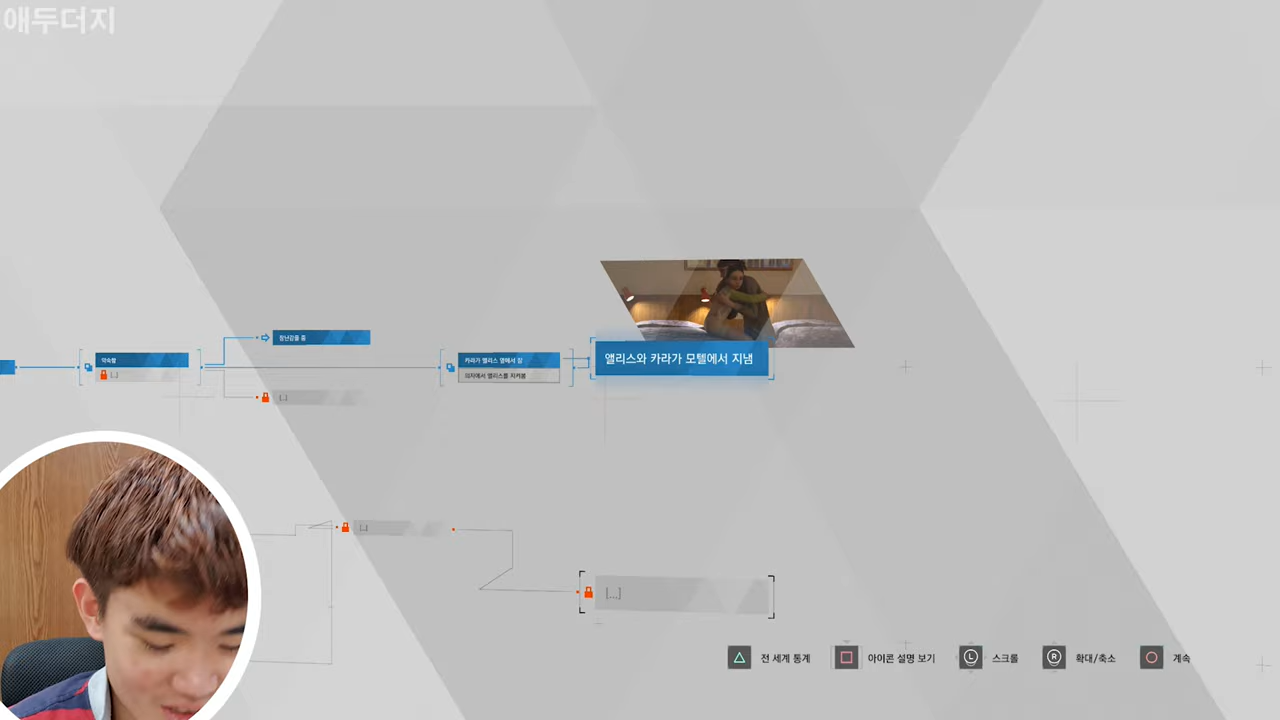 애두더지
장난감을 줌
약속함
[...]
카라가 앨리스 옆에서 잠
의자에서 앨리스를 지켜봄
앨리스와 카라가 모텔에서 지냄
[...]
[...]
[...]
전 세계 통계
아이콘 설명 보기
L
스크롤
R
확대/축소
계속